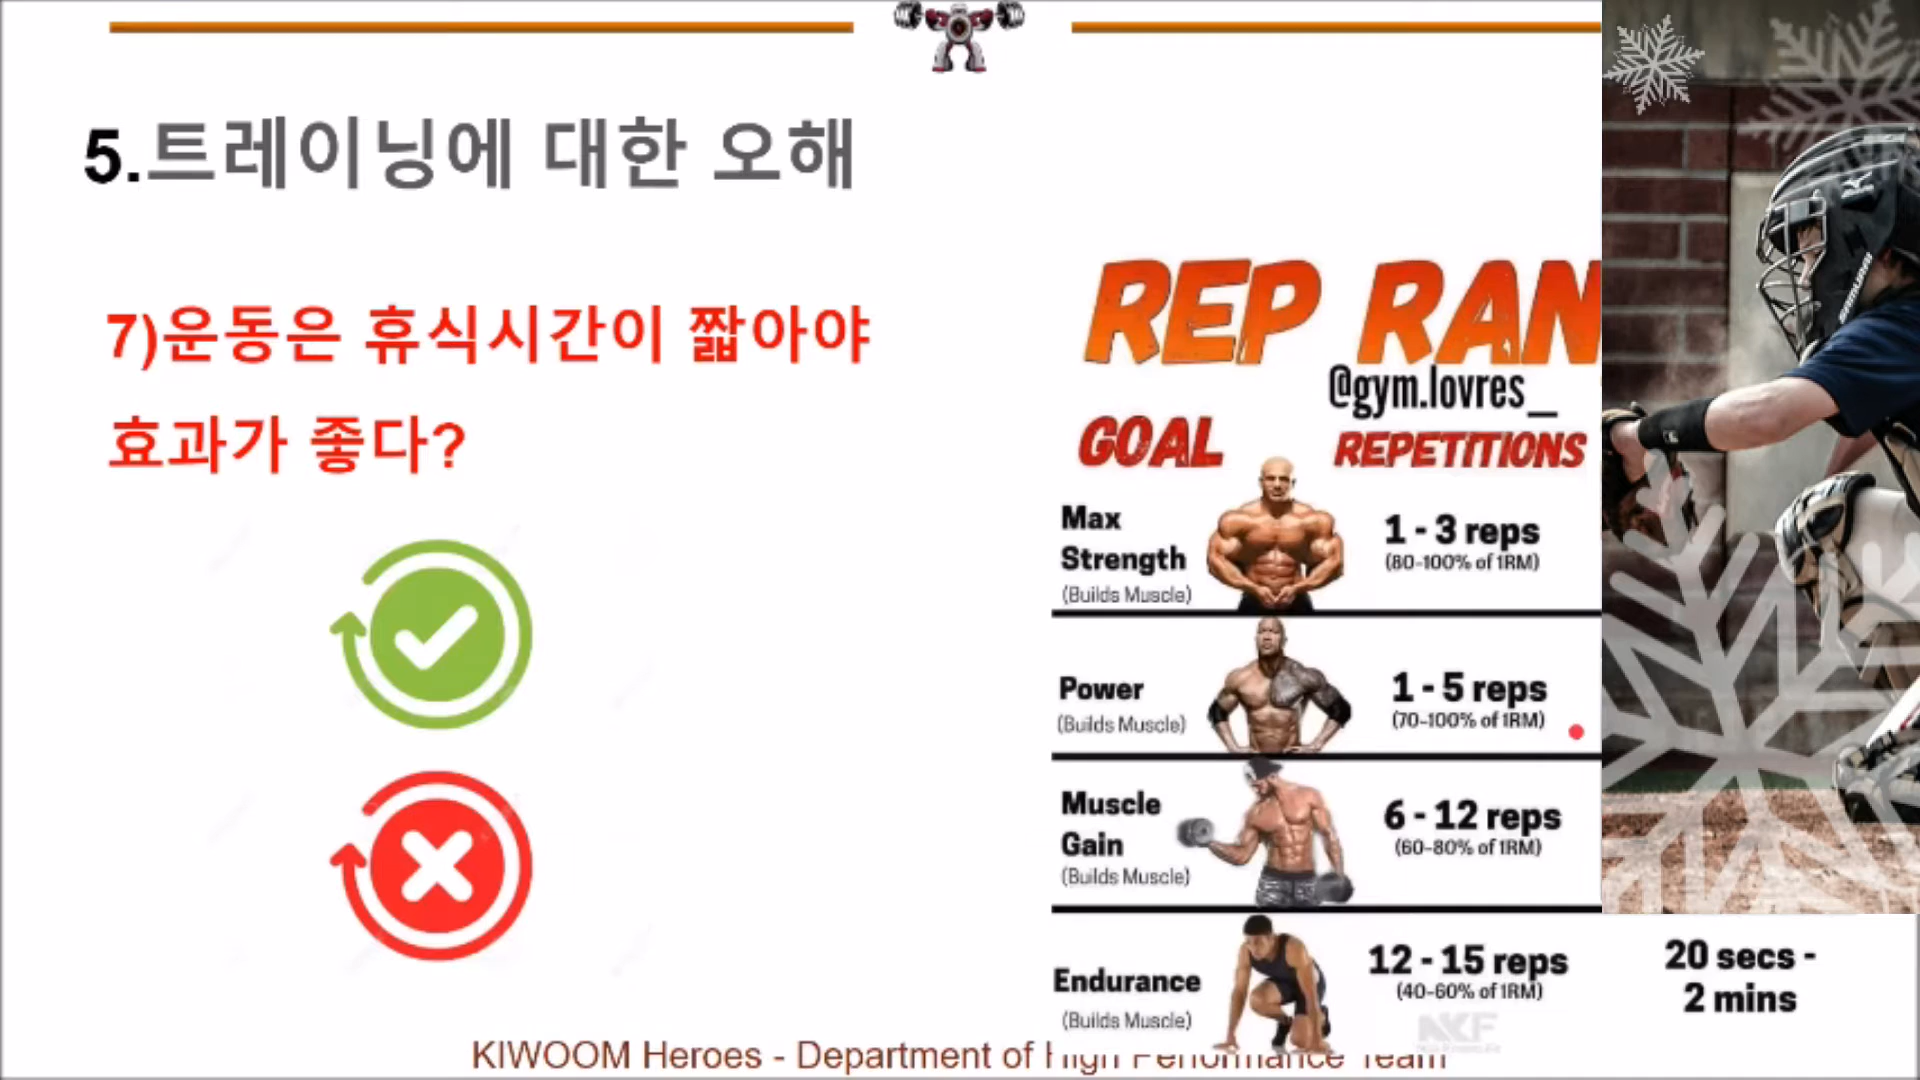 5.트레이닝에 대한 오해
7)운동은 휴식시간이 짧아야
효과가 좋다?
REP RAN
@gym.lovres_
GOAL REPETITIONS
Max
Strength
(Builds Muscle)
1 - 3 reps
(80-100% of 1RM)
Power
(Builds Muscle)
1 - 5 reps
(70-100% of 1RM)
Muscle
Gain
(Builds Muscle)
6 - 12 reps
(60-80% of 1RM)
Endurance
(Builds Muscle)
12 - 15 reps
(40-60% of 1RM)
20 secs -
2 mins
NKF
KIWOOM Heroes - Department of High Performance Team